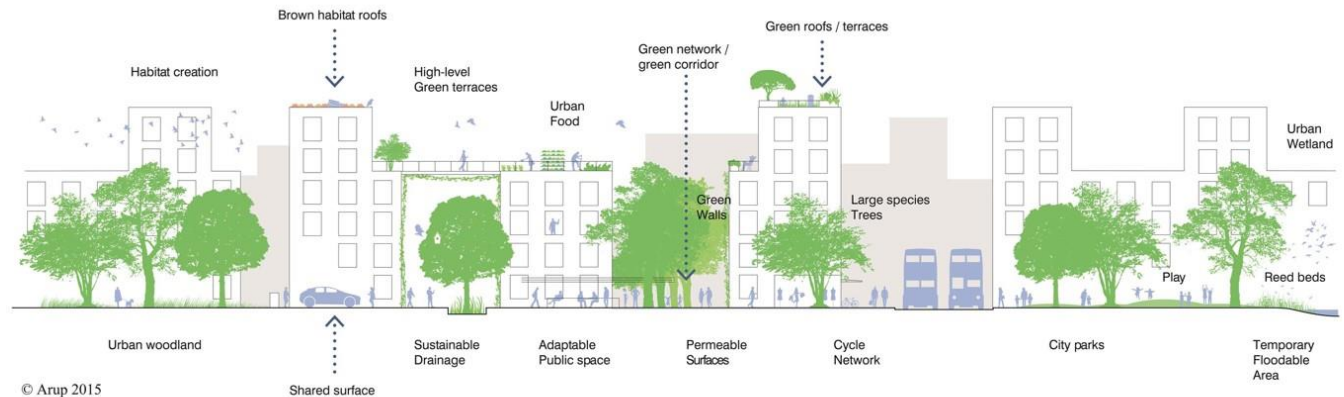 Brown habitat roofs
Green roofs / terraces
Green network /
green corridor
Habitat creation
High-level
Green terraces
Urban
Food
Urban
Wetland
Green
Walls
Large species
Trees
Play
Reed beds
Urban woodland
Sustainable
Drainage
Adaptable
Public space
Permeable
Surfaces
Cycle
Network
City parks
Temporary
Floodable
Area
Shared surface
© Arup 2015